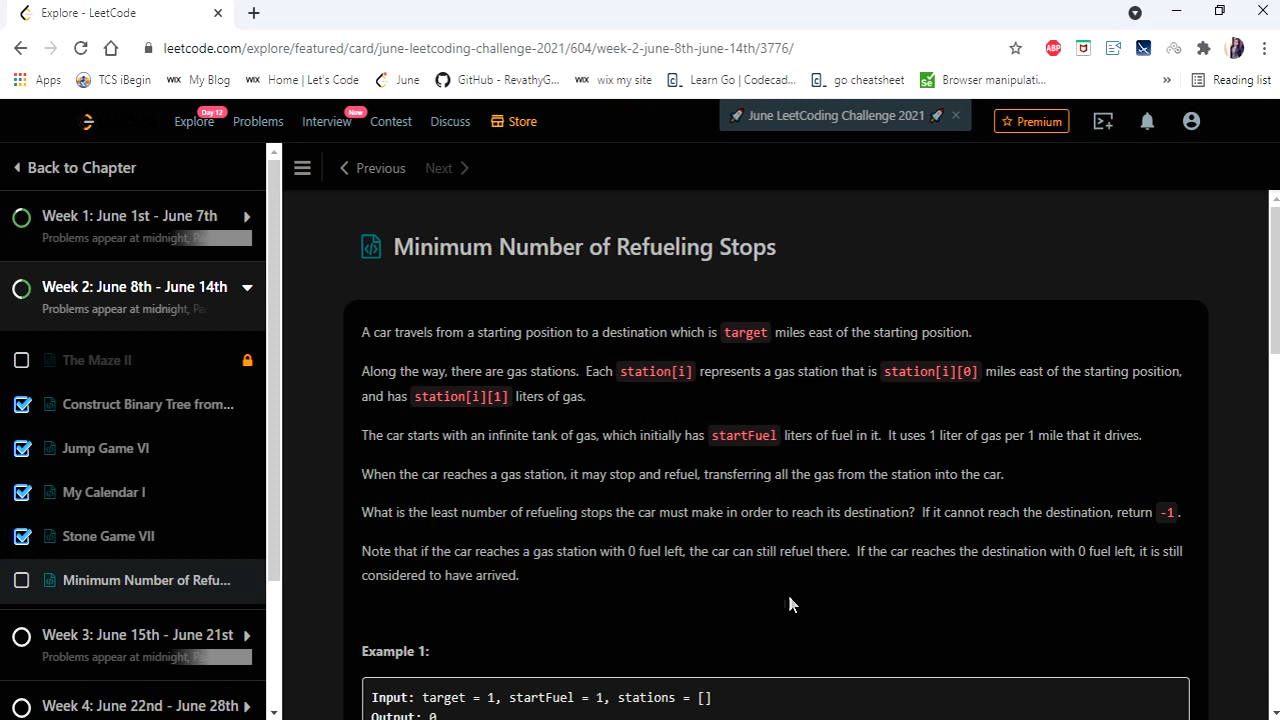 Explore - LeetCode
leetcode.com/explore/featured/card/june-leetcoding-challenge-2021/604/week-2-june-8th-june-14th/3776/
ABP
Apps TCS iBegin WIX My Blog WIX Home | Let's Code June GitHub - RevathyG... WIX wix my site Learn Go | Codecad... go cheatsheet Se Browser manipulati... » Reading list
Day 12 New
Explore Problems Interview Contest Discuss Store June LeetCoding Challenge 2021 Premium
Back to Chapter
Previous Next
Week 1: June 1st - June 7th
Problems appear at midnight,
Week 2: June 8th - June 14th
Problems appear at midnight,
The Maze II
Construct Binary Tree from...
Jump Game VI
My Calendar I
Stone Game VII
Minimum Number of Refu...
Week 3: June 15th - June 21st
Problems appear at midnight,
Week 4: June 22nd - June 28th
Minimum Number of Refueling Stops
A car travels from a starting position to a destination which is target miles east of the starting position.
Along the way, there are gas stations. Each station[i] represents a gas station that is station[i][0] miles east of the starting position,
and has station[i][1] liters of gas.
The car starts with an infinite tank of gas, which initially has startFuel liters of fuel in it. It uses 1 liter of gas per 1 mile that it drives.
When the car reaches a gas station, it may stop and refuel, transferring all the gas from the station into the car.
What is the least number of refueling stops the car must make in order to reach its destination? If it cannot reach the destination, return -1.
Note that if the car reaches a gas station with 0 fuel left, the car can still refuel there. If the car reaches the destination with 0 fuel left, it is still
considered to have arrived.
Example 1:
Input: target = 1, startFuel = 1, stations = []
Output: 0